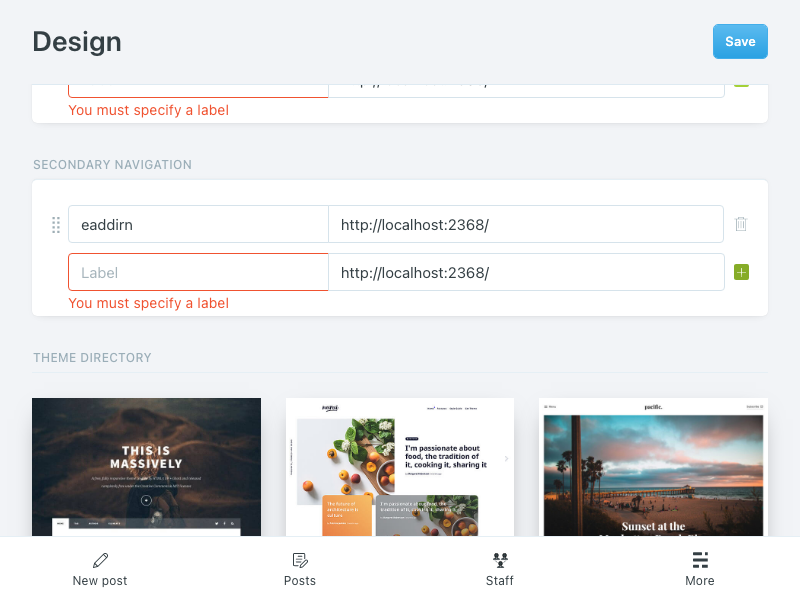 Design
Save
You must specify a label
SECONDARY NAVIGATION
eaddirn
http://localhost:2368/
Label
http://localhost:2368/
You must specify a label
THEME DIRECTORY
THIS IS
MASSIVELY
I'm passionate about
food, the tradition of
it, cooking it, sharing it
pacific.
Sunset at the
New post
Posts
Staff
More